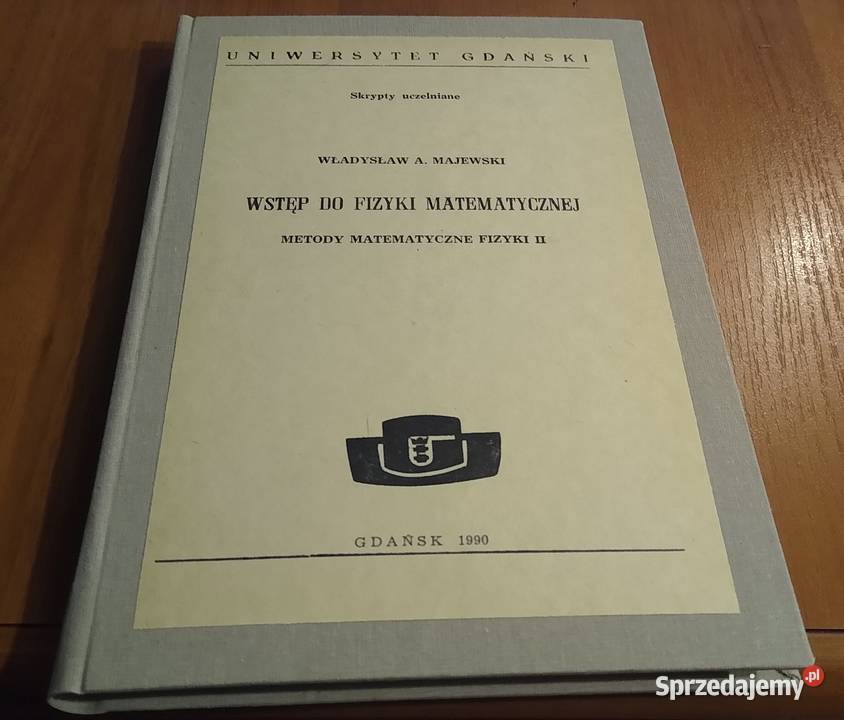 UNIWERSYTET GDAŃSKI
Skrypty uczelniane
WŁADYSŁAW A. MAJEWSKI
WSTĘP DO FIZYKI MATEMATYCZNEJ
METODY MATEMATYCZNE FIZYKI II
GDAŃSK 1990
Sprzedajemy.pl